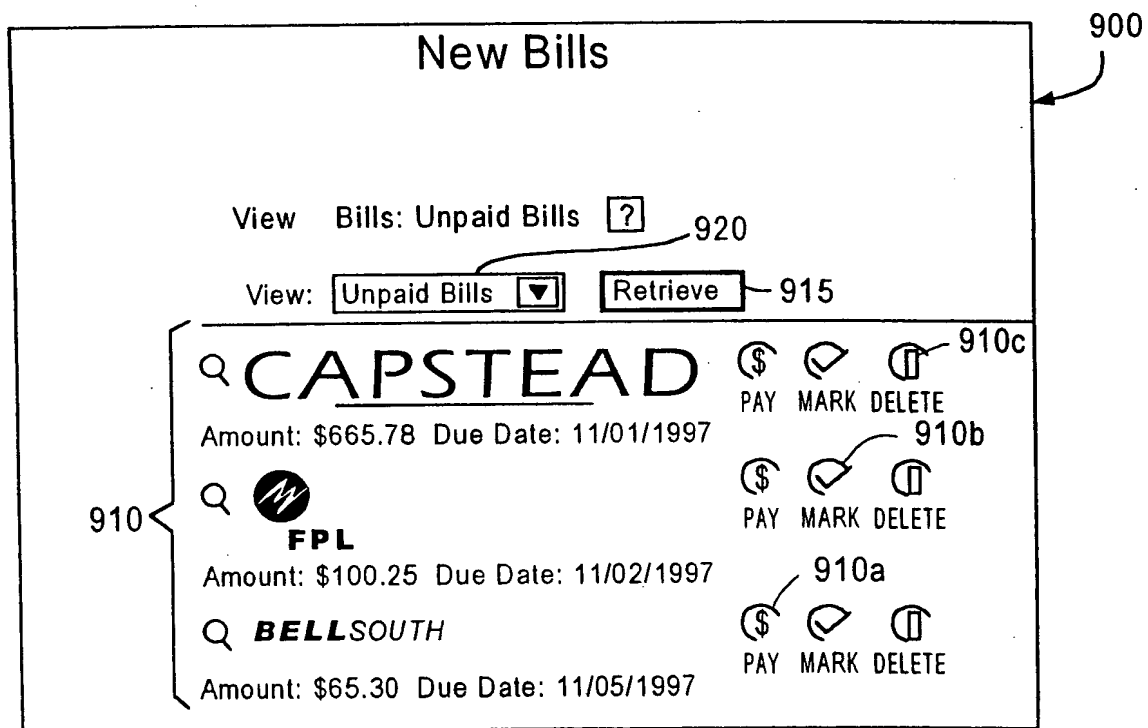 900
New Bills
View Bills: Unpaid Bills ?
920
View: Unpaid Bills Retrieve 915
910
CAPSTEAD
PAY MARK DELETE 910c
Amount: $665.78 Due Date: 11/01/1997
910b
FPL
PAY MARK DELETE
Amount: $100.25 Due Date: 11/02/1997
910a
BELLSOUTH
PAY MARK DELETE
Amount: $65.30 Due Date: 11/05/1997